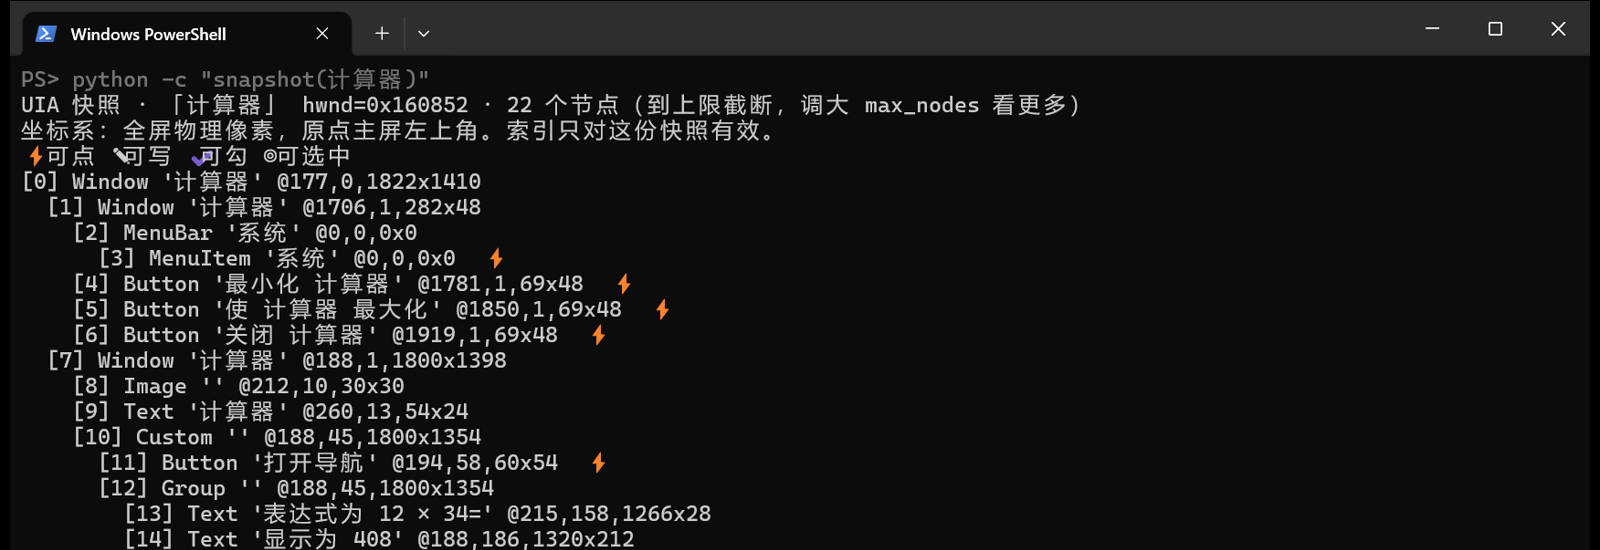 Windows PowerShell
PS> python -c "snapshot(计算器)"
UIA 快照 · 「计算器」 hwnd=0x160852 · 22 个节点（到上限截断，调大 max_nodes 看更多）
坐标系：全屏物理像素，原点主屏左上角。索引只对这份快照有效。
⚡可点 ✎可写 ✔可勾 ◎可选中
[0] Window '计算器' @177,0,1822x1410
[1] Window '计算器' @1706,1,282x48
[2] MenuBar '系统' @0,0,0x0
[3] MenuItem '系统' @0,0,0x0 ⚡
[4] Button '最小化 计算器' @1781,1,69x48 ⚡
[5] Button '使 计算器 最大化' @1850,1,69x48 ⚡
[6] Button '关闭 计算器' @1919,1,69x48 ⚡
[7] Window '计算器' @188,1,1800x1398
[8] Image '' @212,10,30x30
[9] Text '计算器' @260,13,54x24
[10] Custom '' @188,45,1800x1354
[11] Button '打开导航' @194,58,60x54 ⚡
[12] Group '' @188,45,1800x1354
[13] Text '表达式为 12 × 34=' @215,158,1266x28
[14] Text '显示为 408' @188,186,1320x212